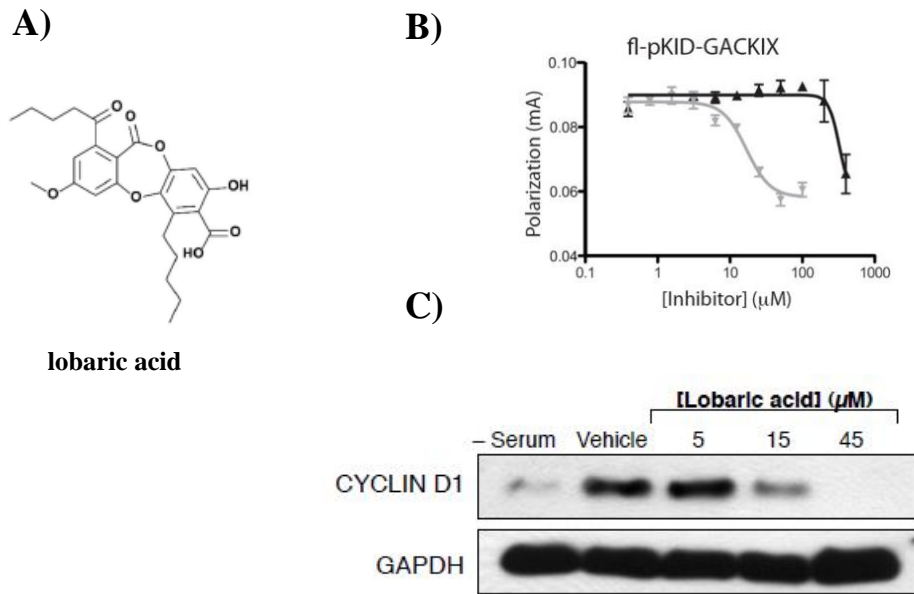 A)
O
O
O
O
O
OH
HO
O
lobaric acid
B)
fl-pKID-GACKIX
Polarization (mA)
0.10
0.08
0.06
0.04
0.1
1
10
100
1000
[Inhibitor] (μM)
C)
[Lobaric acid] (μM)
– Serum Vehicle 5 15 45
CYCLIN D1
GAPDH